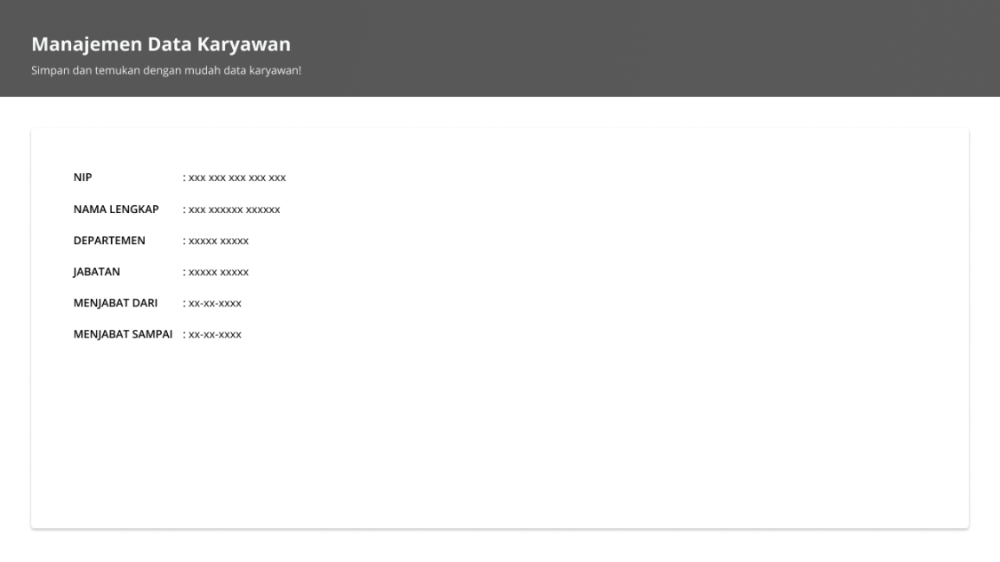 Manajemen Data Karyawan
Simpan dan temukan dengan mudah data karyawan!
NIP : xxx xxx xxx xxx xxx
NAMA LENGKAP : xxx xxxxxx xxxxxx
DEPARTEMEN : xxxxx xxxxx
JABATAN : xxxxx xxxxx
MENJABAT DARI : xx-xx-xxxx
MENJABAT SAMPAI : xx-xx-xxxx